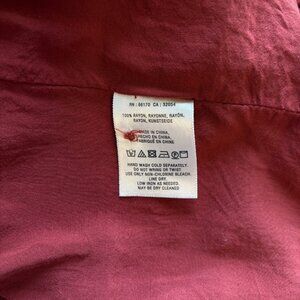 RN : 66170 CA : 32054
100% RAYON, RAYONNE, RAYÓN,
RAYON, KUNSTSEIDE
MADE IN CHINA,
HECHO EN CHINA,
FABRIQUÉ EN CHINE
HAND WASH COLD SEPARATELY.
DO NOT WRING OR TWIST
USE ONLY NON-CHLORINE BLEACH.
LINE DRY.
LOW IRON AS NEEDED.
MAY BE DRY CLEANED